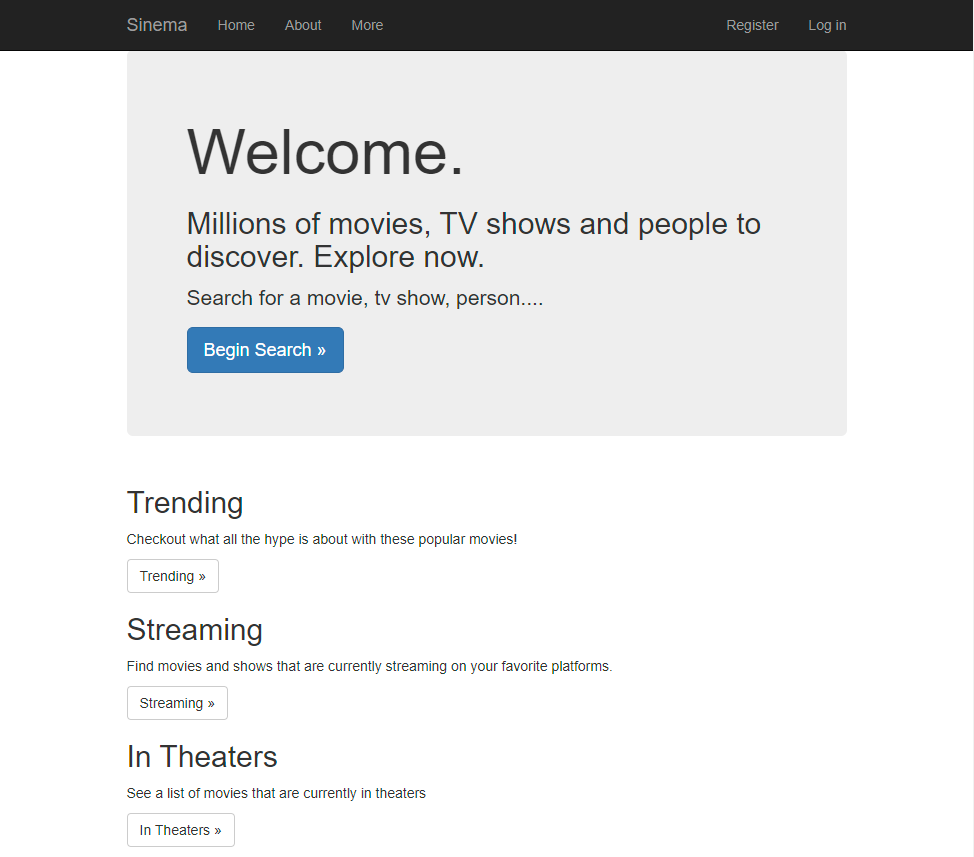 Sinema Home About More Register Log in
Welcome.
Millions of movies, TV shows and people to
discover. Explore now.
Search for a movie, tv show, person....
Begin Search »
Trending
Checkout what all the hype is about with these popular movies!
Trending »
Streaming
Find movies and shows that are currently streaming on your favorite platforms.
Streaming »
In Theaters
See a list of movies that are currently in theaters
In Theaters »